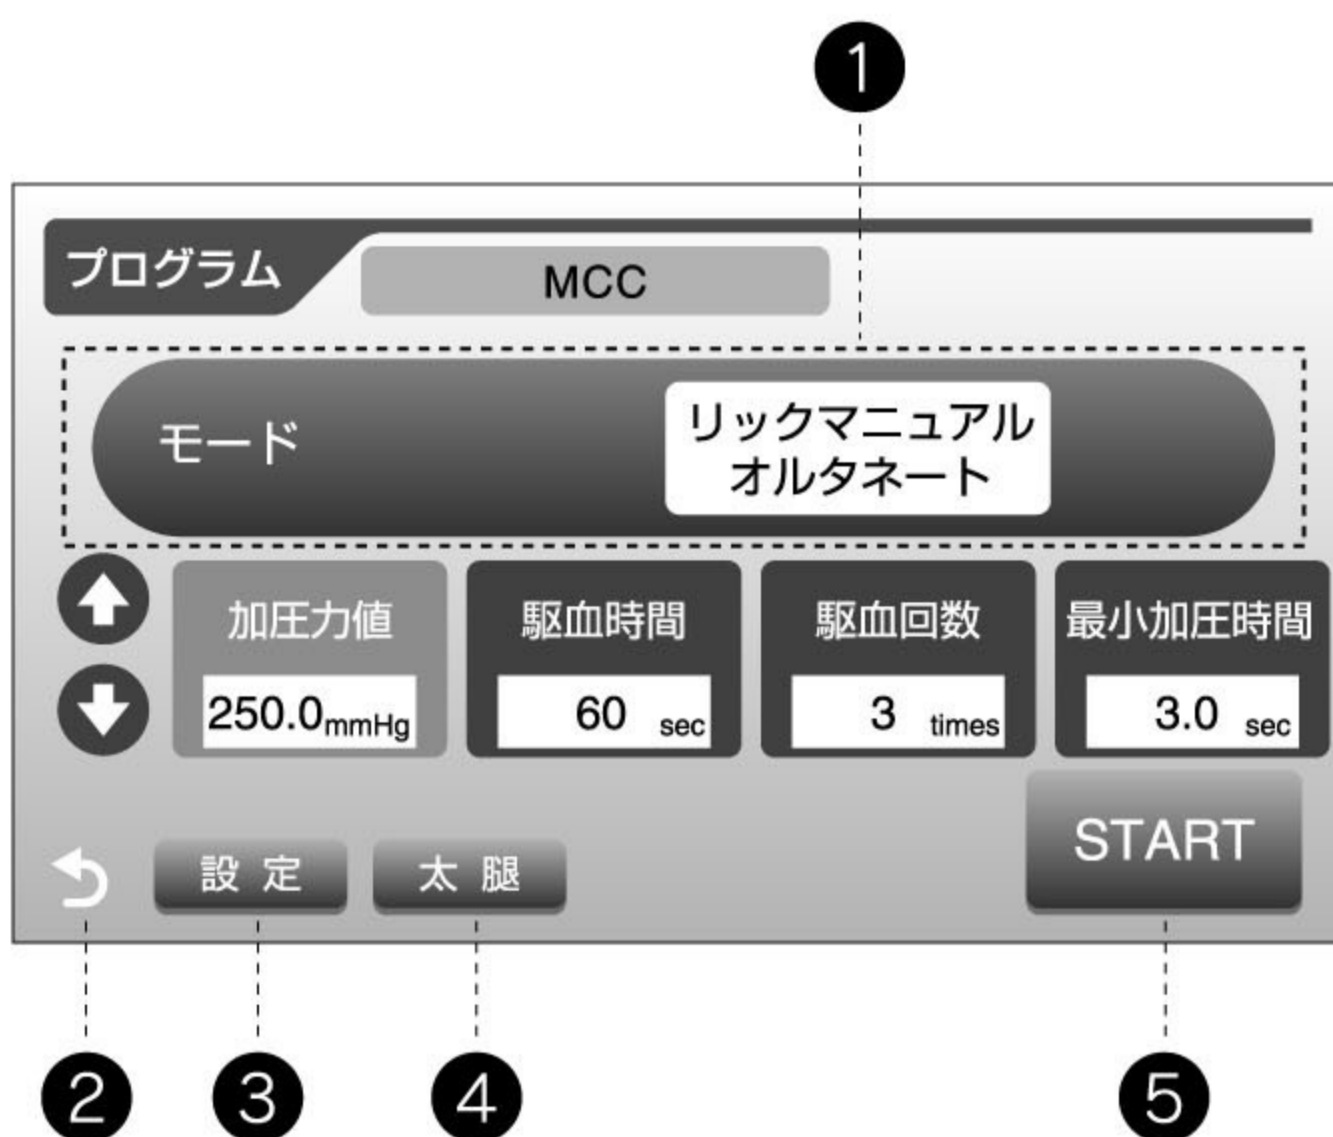 1
プログラム
MCC
モード
リックマニュアル
オルタネート
加圧力値
駆血時間
駆血回数
最小加圧時間
250.0mmHg
60 sec
3 times
3.0 sec
START
設定
太腿
2
3
4
5